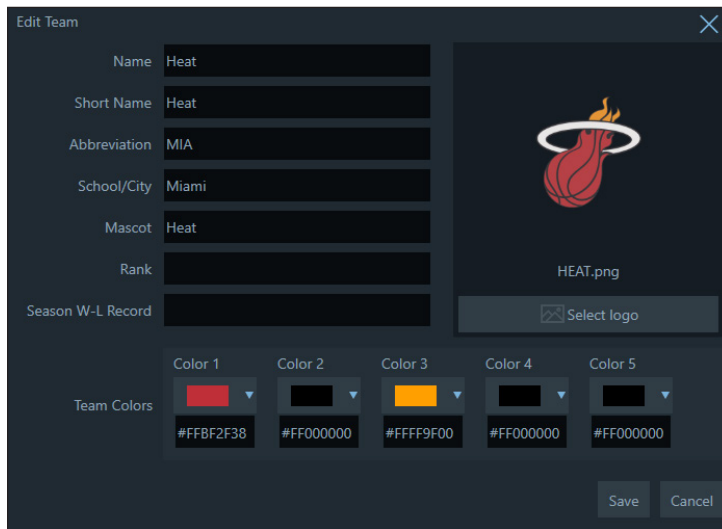 Edit Team
Name Heat
Short Name Heat
Abbreviation MIA
School/City Miami
Mascot Heat
Rank
Season W-L Record
HEAT.png
Select logo
Color 1 Color 2 Color 3 Color 4 Color 5
Team Colors
#FFBF2F38 #FF000000 #FFFF9F00 #FF000000 #FF000000
Save Cancel